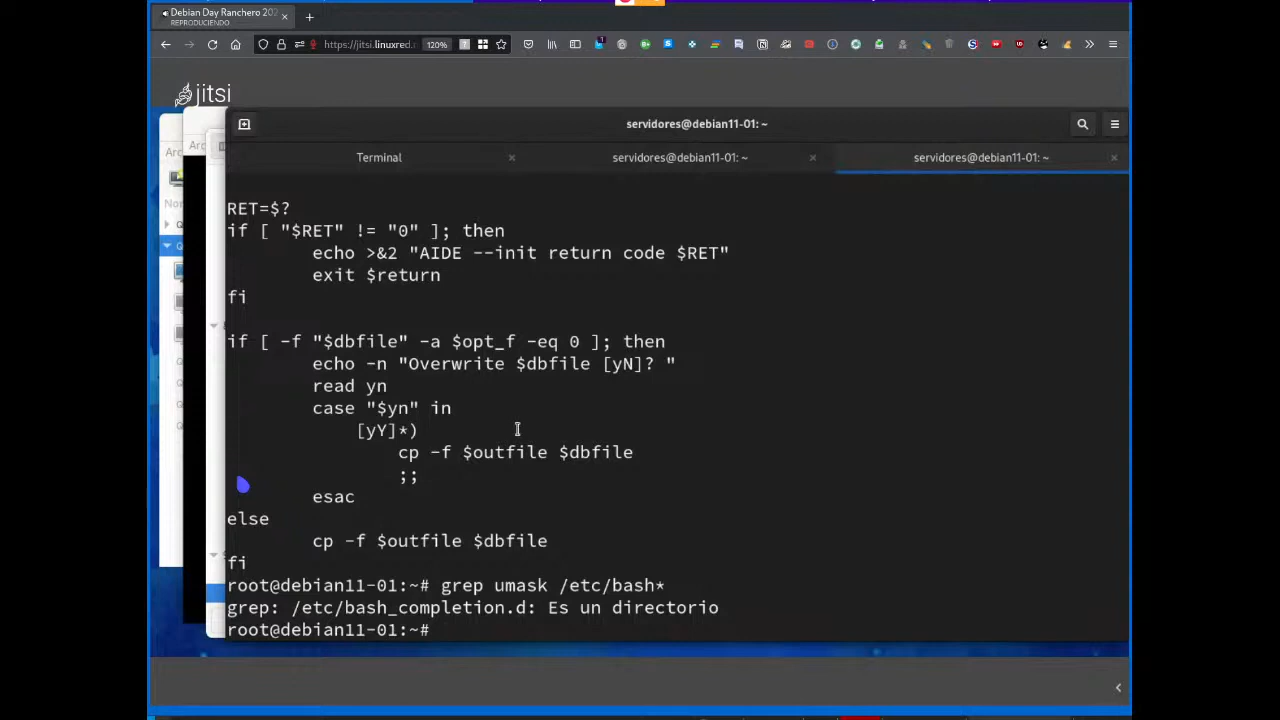 Debian Day Ranchero 202
REPRODUCIENDO
https://jitsi.linuxred.
120%
jitsi
servidores@debian11-01: ~
Terminal
servidores@debian11-01: ~
servidores@debian11-01: ~
RET=$?
if [ "$RET" != "0" ]; then
echo >&2 "AIDE --init return code $RET"
exit $return
fi
if [ -f "$dbfile" -a $opt_f -eq 0 ]; then
echo -n "Overwrite $dbfile [yN]? "
read yn
case "$yn" in
[yY]*)
cp -f $outfile $dbfile
;;
esac
else
cp -f $outfile $dbfile
fi
root@debian11-01:~# grep umask /etc/bash*
grep: /etc/bash_completion.d: Es un directorio
root@debian11-01:~#